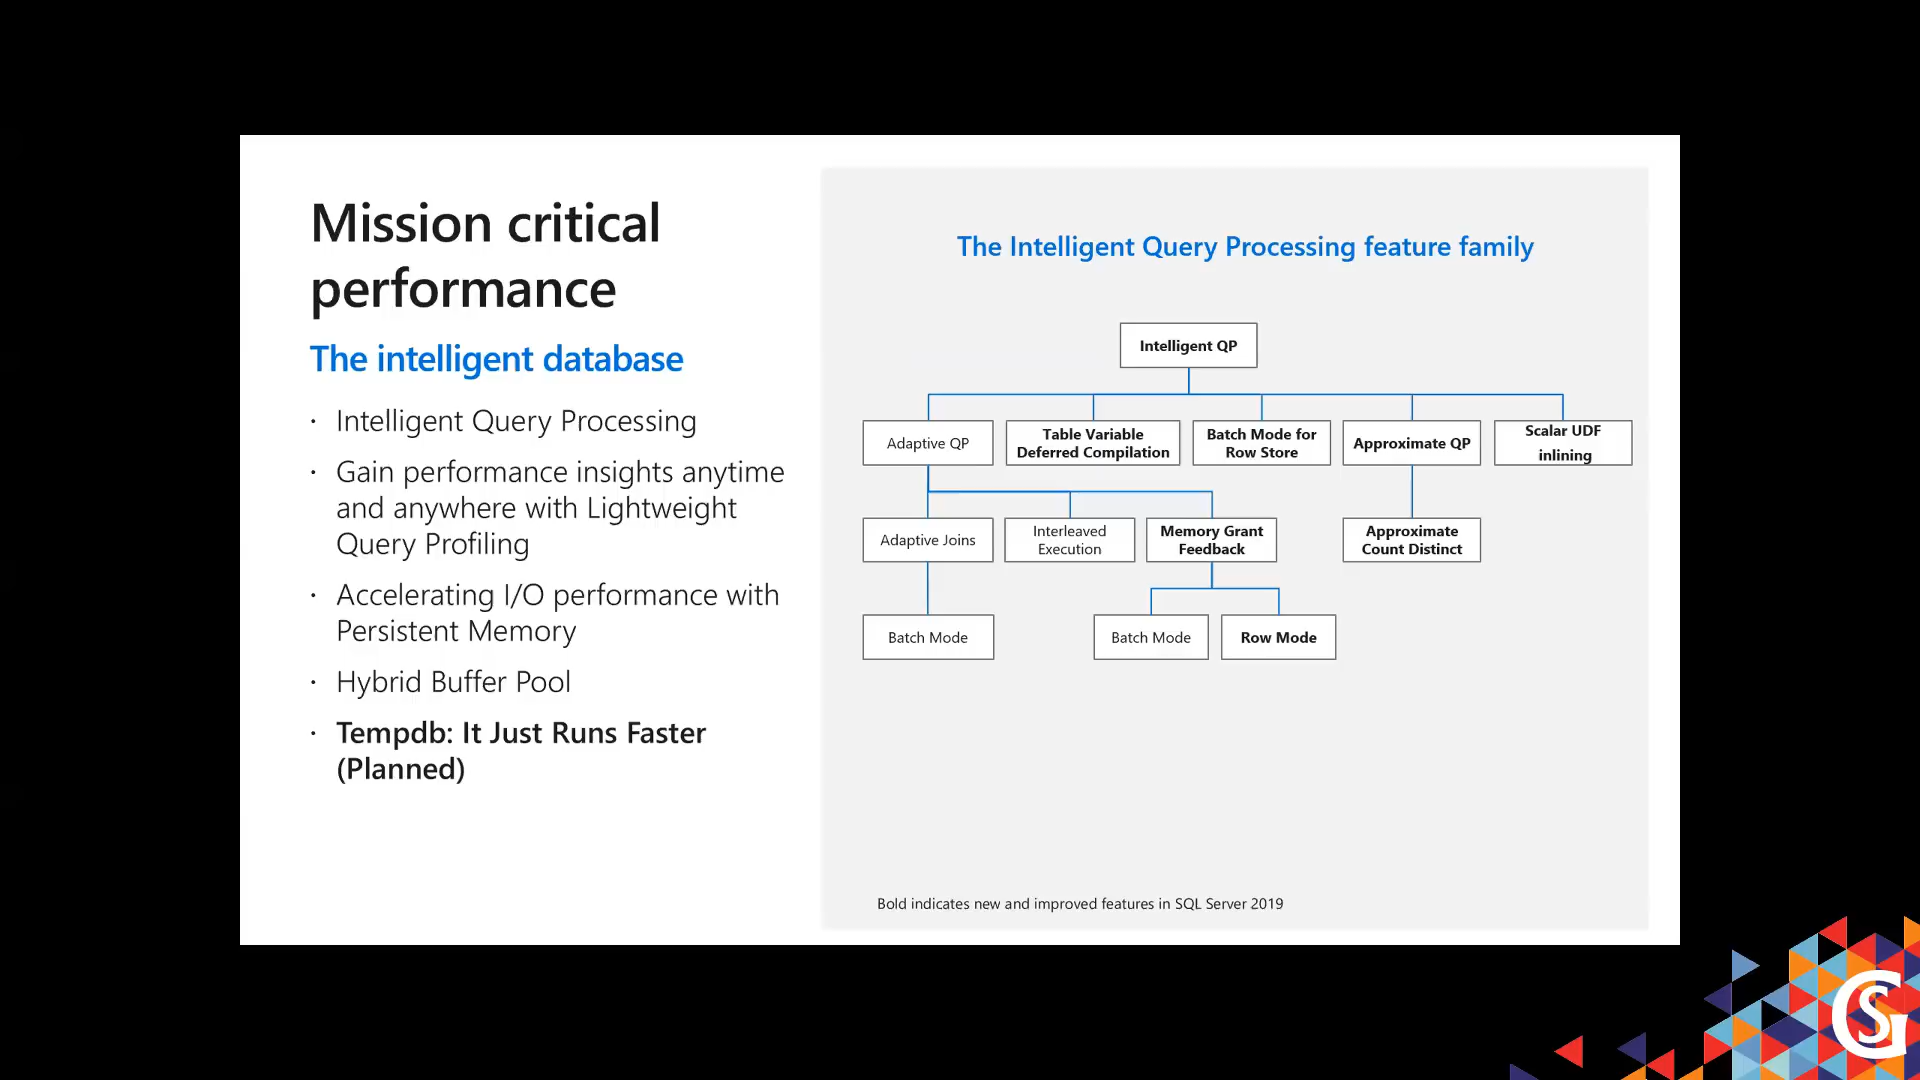 Mission critical
performance
The intelligent database
· Intelligent Query Processing
· Gain performance insights anytime
and anywhere with Lightweight
Query Profiling
· Accelerating I/O performance with
Persistent Memory
· Hybrid Buffer Pool
· Tempdb: It Just Runs Faster
(Planned)
The Intelligent Query Processing feature family
Intelligent QP
Adaptive QP
Table Variable
Deferred Compilation
Batch Mode for
Row Store
Approximate QP
Scalar UDF
inlining
Adaptive Joins
Interleaved
Execution
Memory Grant
Feedback
Approximate
Count Distinct
Batch Mode
Batch Mode
Row Mode
Bold indicates new and improved features in SQL Server 2019
GS